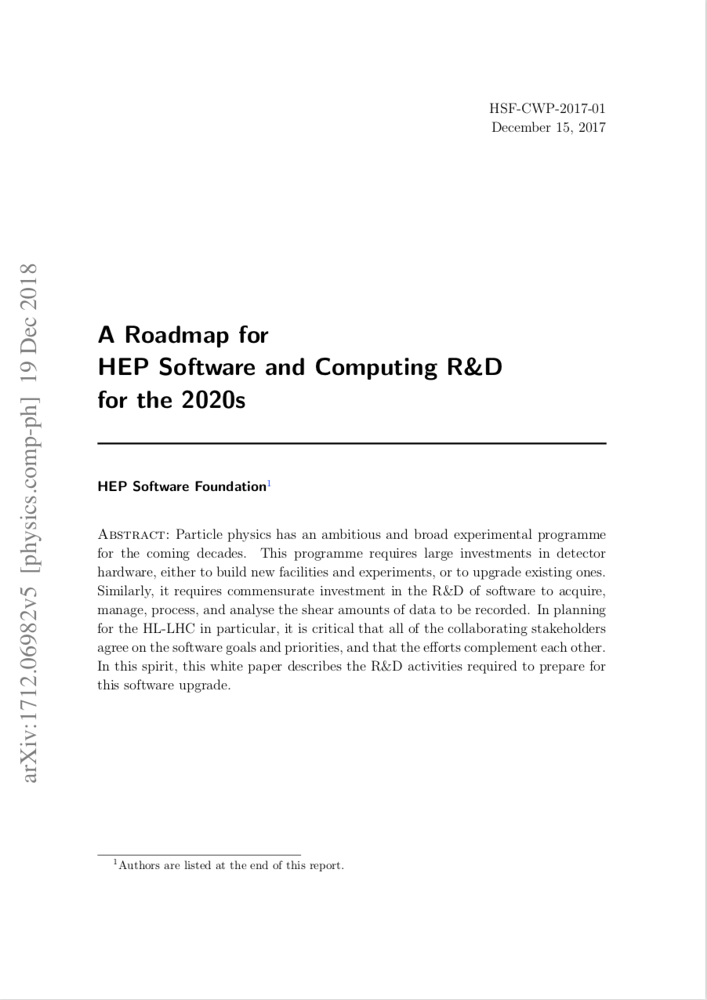 HSF-CWP-2017-01
December 15, 2017
arXiv:1712.06982v5 [physics.comp-ph] 19 Dec 2018
A Roadmap for
HEP Software and Computing R&D
for the 2020s
HEP Software Foundation1
ABSTRACT: Particle physics has an ambitious and broad experimental programme
for the coming decades. This programme requires large investments in detector
hardware, either to build new facilities and experiments, or to upgrade existing ones.
Similarly, it requires commensurate investment in the R&D of software to acquire,
manage, process, and analyse the shear amounts of data to be recorded. In planning
for the HL-LHC in particular, it is critical that all of the collaborating stakeholders
agree on the software goals and priorities, and that the efforts complement each other.
In this spirit, this white paper describes the R&D activities required to prepare for
this software upgrade.
1Authors are listed at the end of this report.